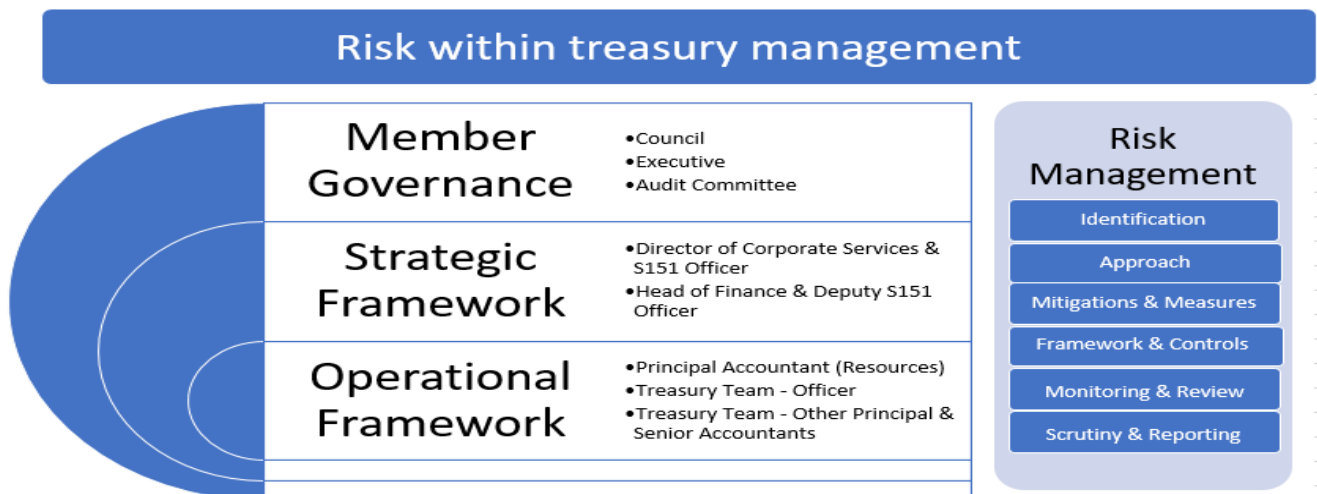 Risk within treasury management
Member
Governance
•Council
•Executive
•Audit Committee
Strategic
Framework
•Director of Corporate Services &
S151 Officer
•Head of Finance & Deputy S151
Officer
Operational
Framework
•Principal Accountant (Resources)
•Treasury Team - Officer
•Treasury Team - Other Principal &
Senior Accountants
Risk
Management
Identification
Approach
Mitigations & Measures
Framework & Controls
Monitoring & Review
Scrutiny & Reporting